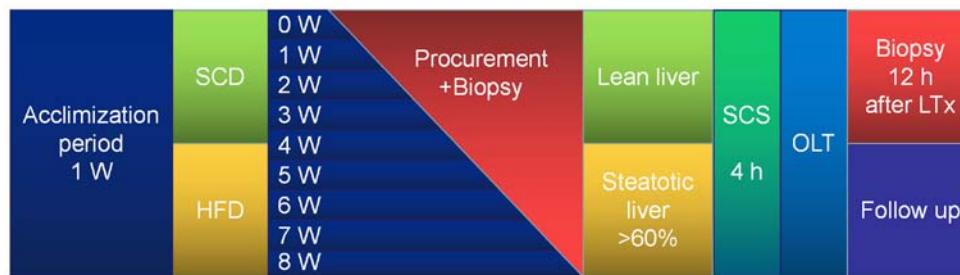 Acclimization
period
1 W
SCD
HFD
0 W
1 W
2 W
3 W
4 W
5 W
6 W
7 W
8 W
Procurement
+Biopsy
Lean liver
Steatotic
liver
>60%
SCS
4 h
OLT
Biopsy
12 h
after LTx
Follow up